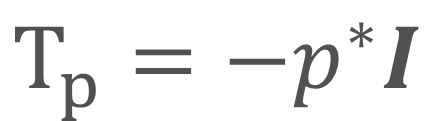 Tₚ = −p* I